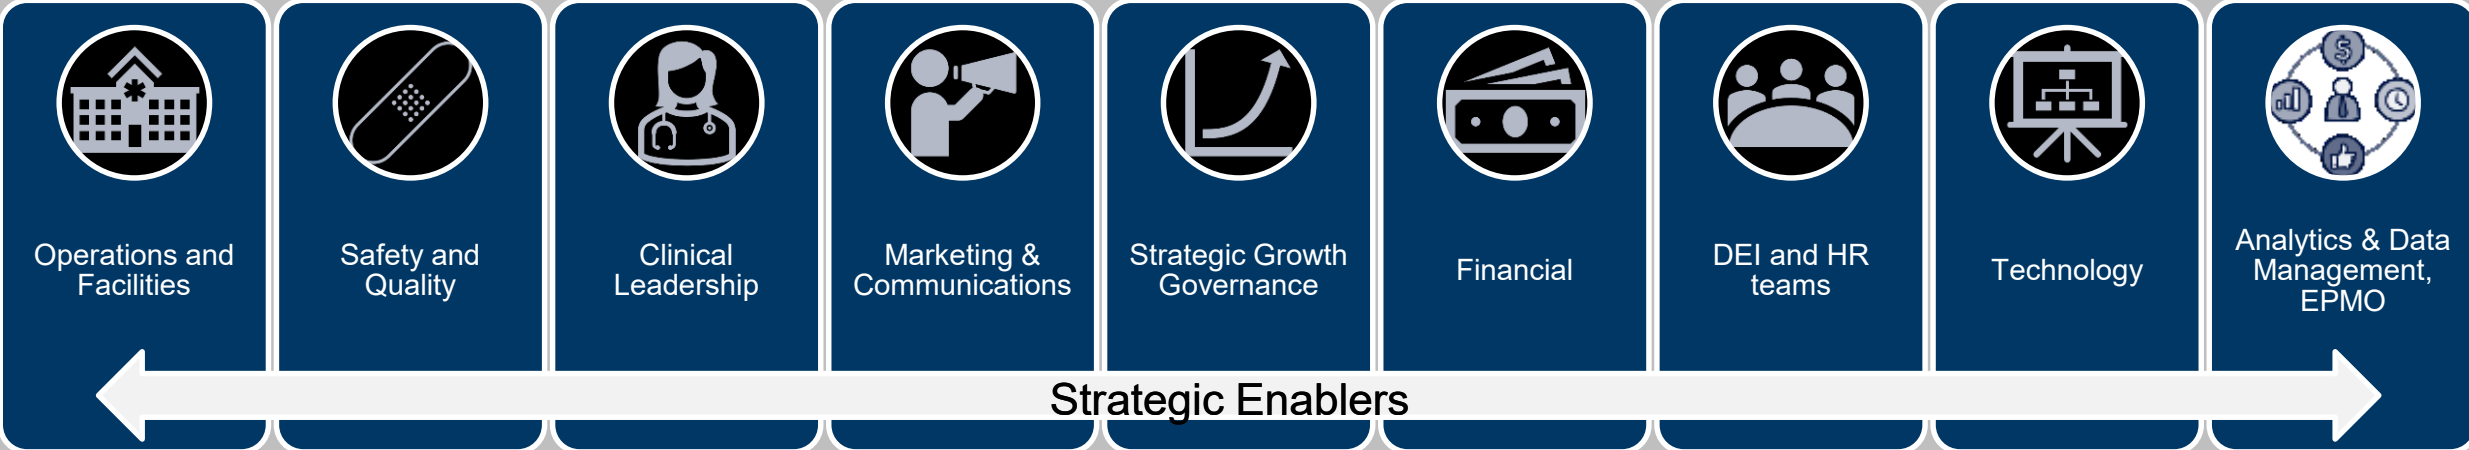 Operations and
Facilities
Safety and
Quality
Clinical
Leadership
Marketing &
Communications
Strategic Growth
Governance
Financial
DEI and HR
teams
Technology
Analytics & Data
Management,
EPMO
Strategic Enablers